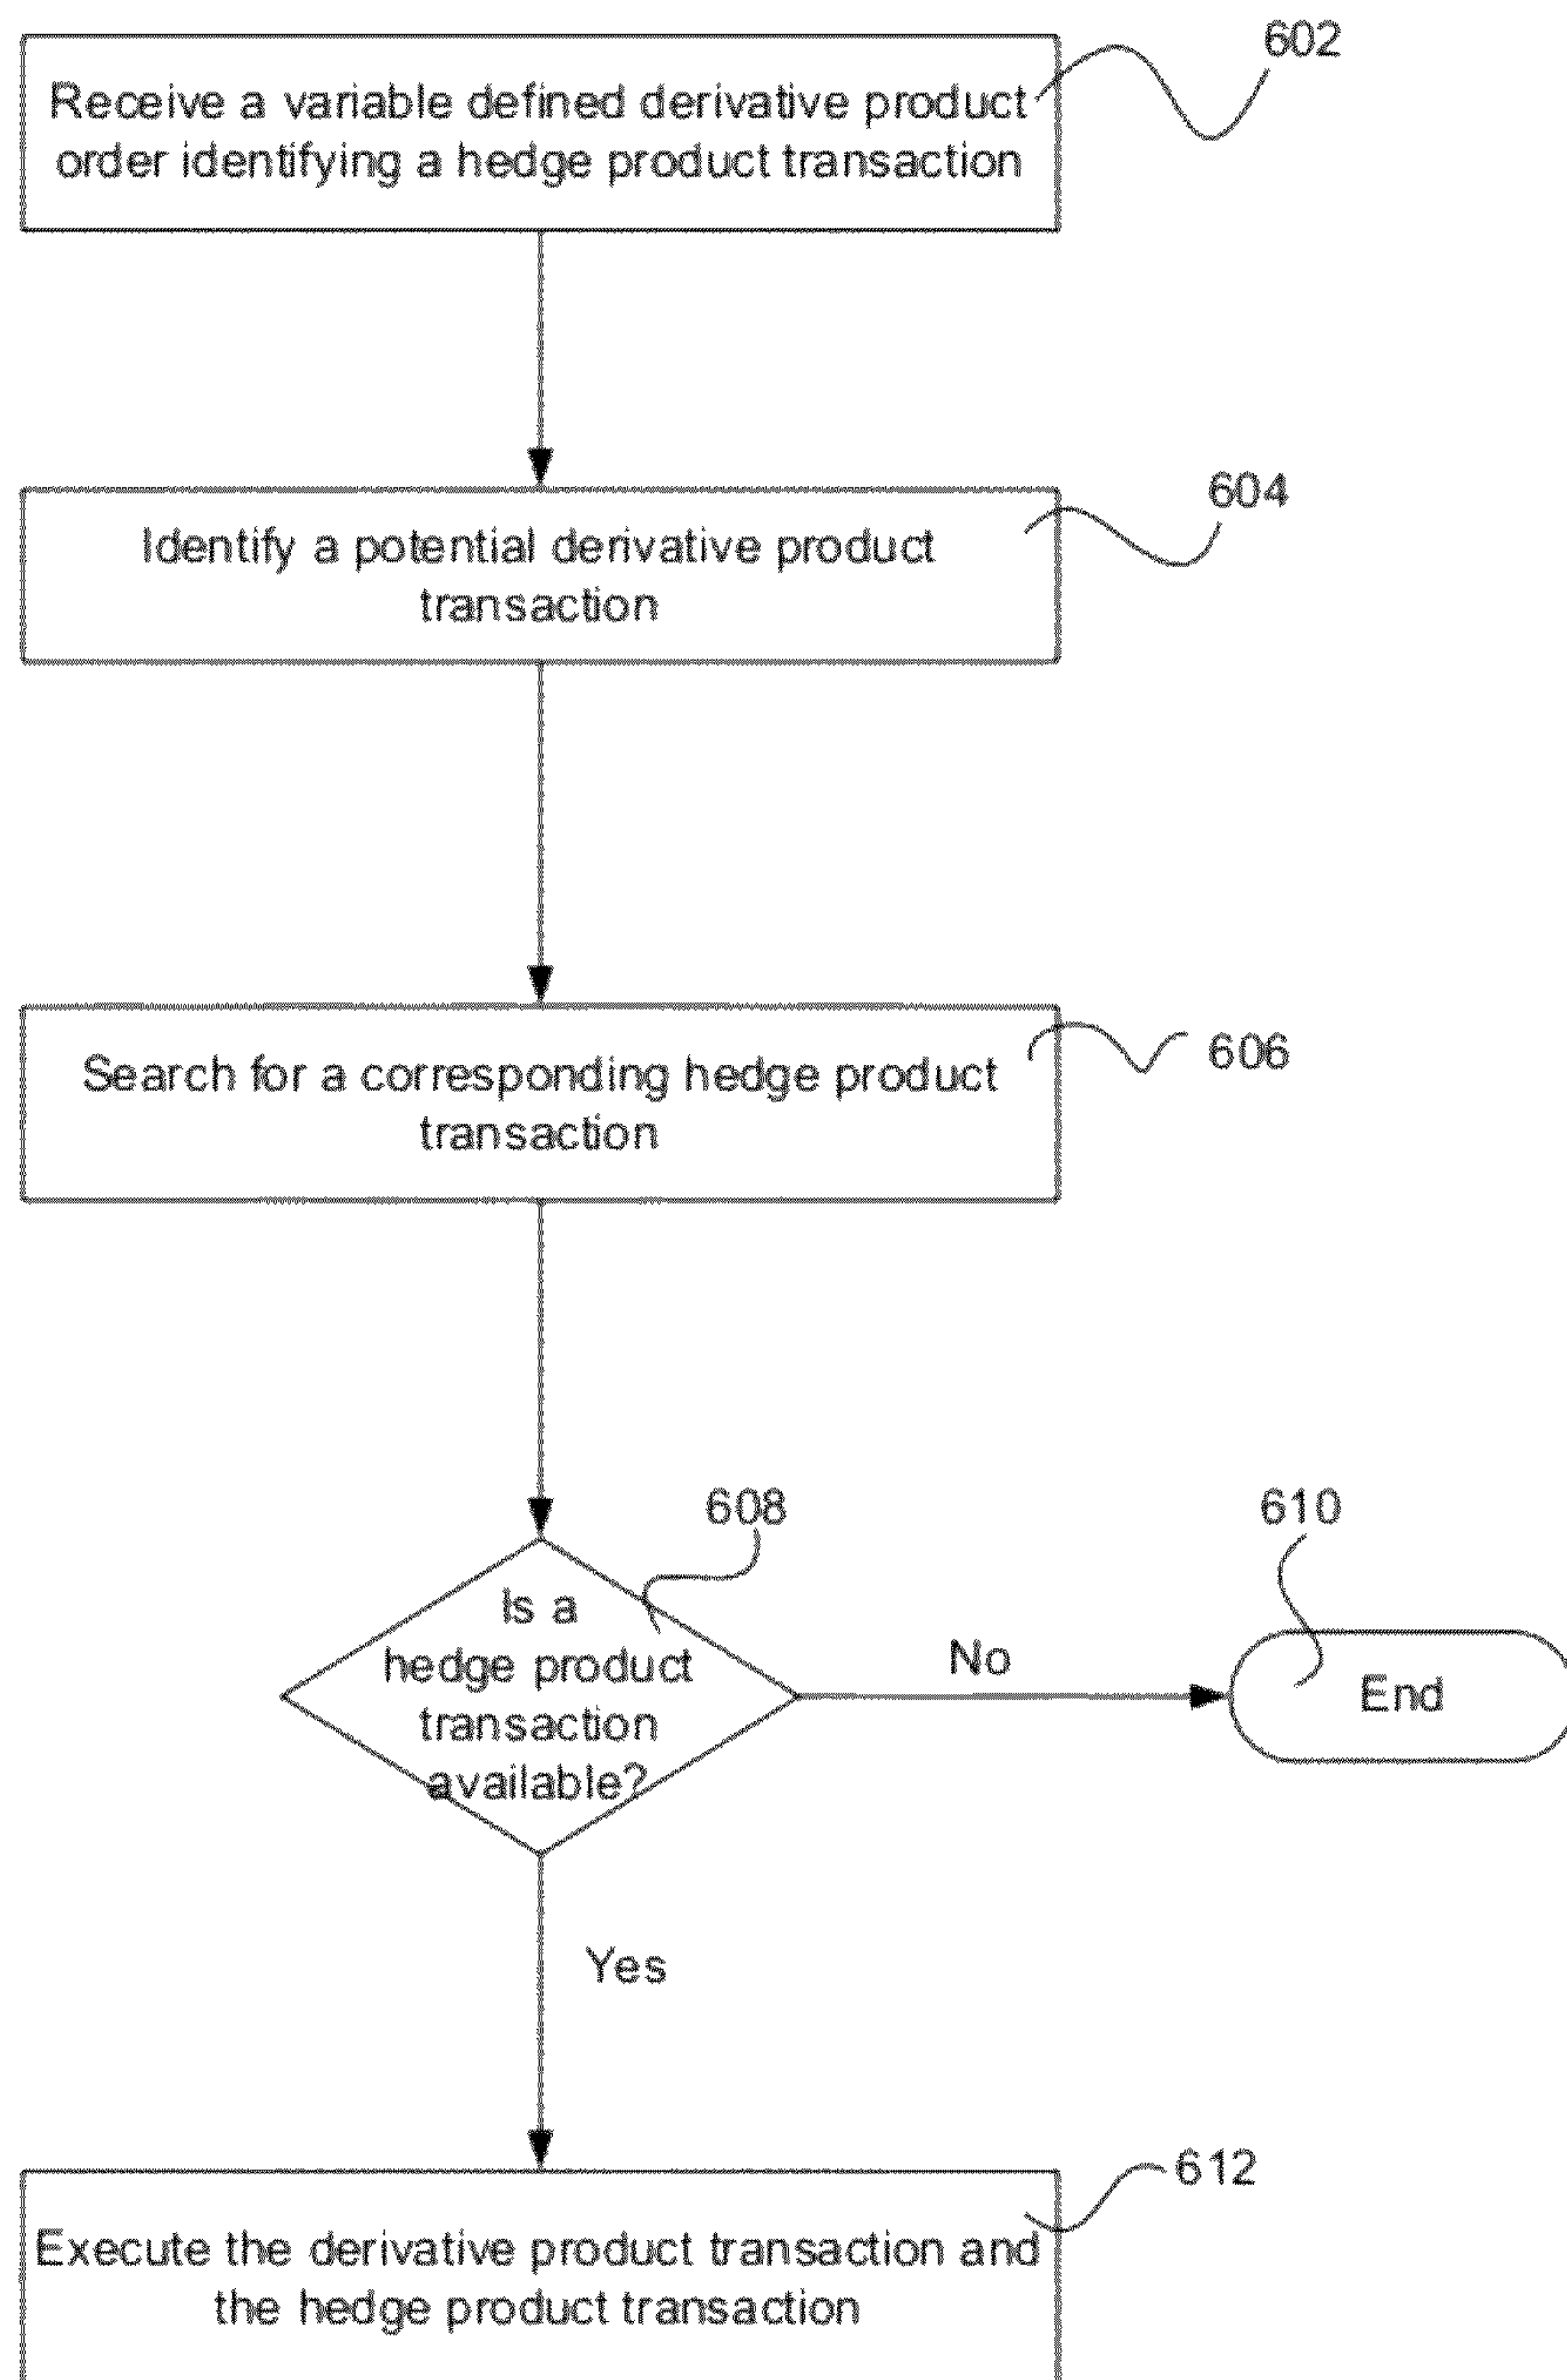 602
Receive a variable defined derivative product
order identifying a hedge product transaction
604
Identify a potential derivative product
transaction
606
Search for a corresponding hedge product
transaction
608
610
Is a
hedge product
transaction
available?
No
End
Yes
612
Execute the derivative product transaction and
the hedge product transaction